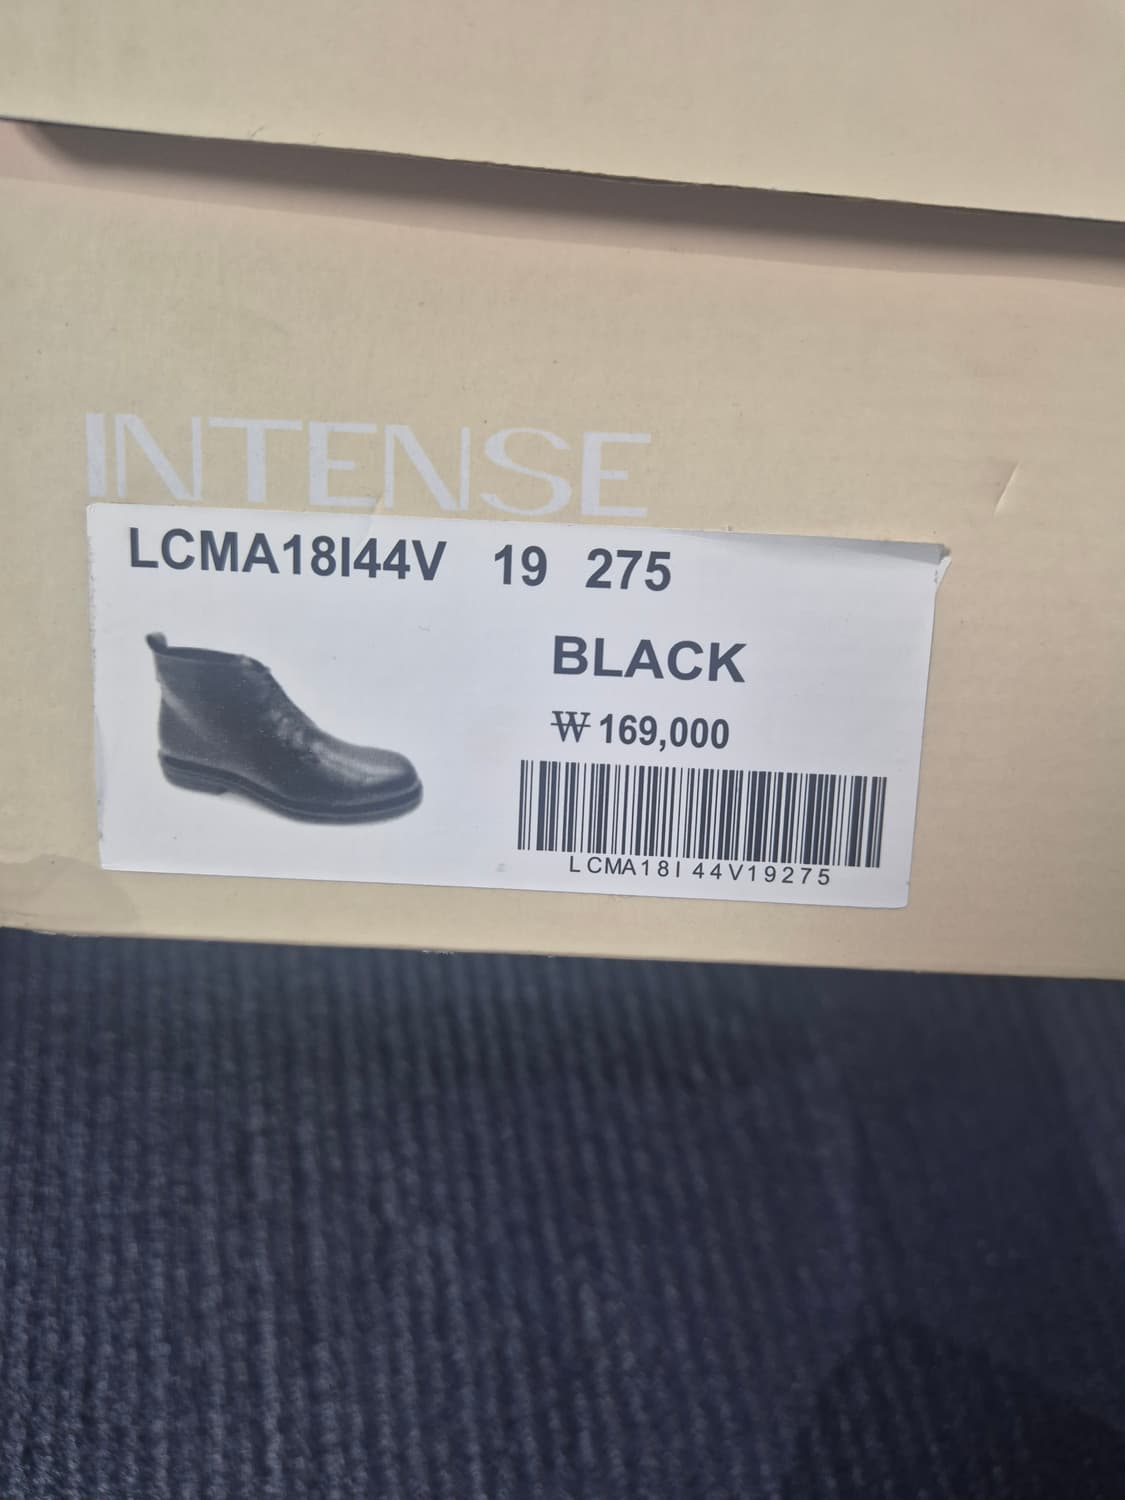 INTENSE
LCMA18I44V 19 275
BLACK
₩ 169,000
LCMA18I44V19275